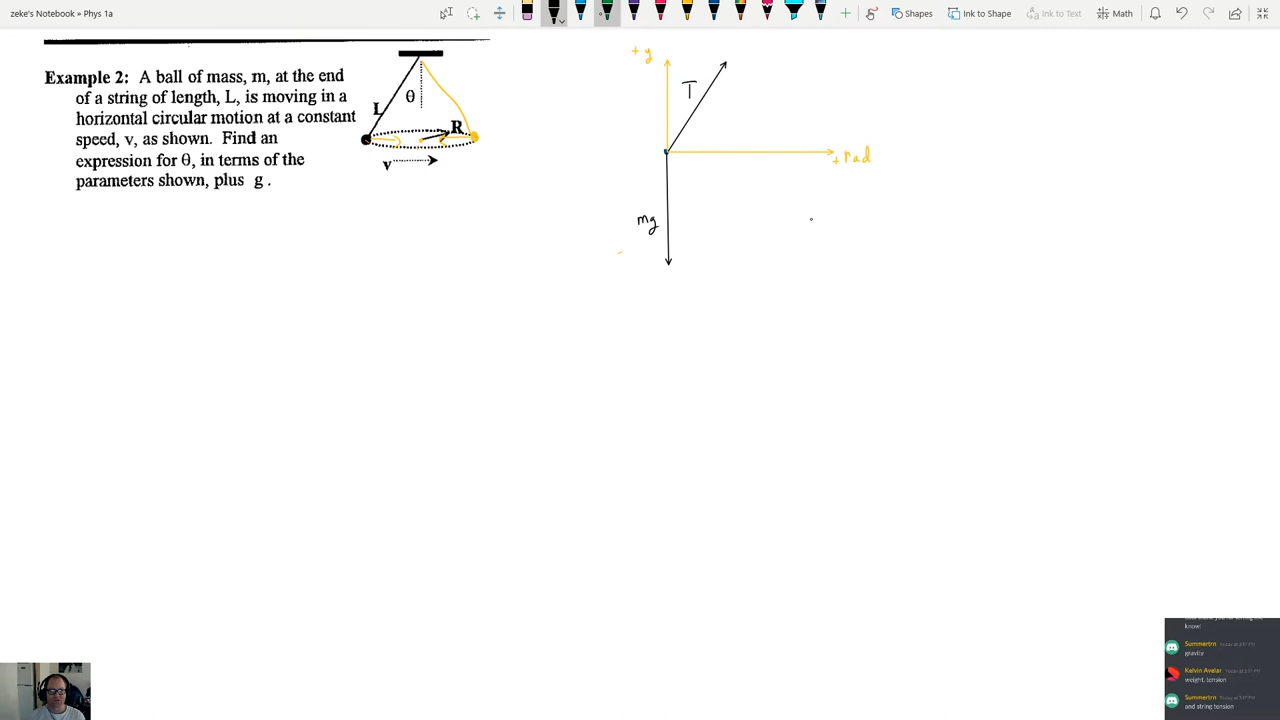 zeke's Notebook » Phys 1a
Shapes
Ink to Shape
Ink to Text
Math
Example 2: A ball of mass, m, at the end
of a string of length, L, is moving in a
horizontal circular motion at a constant
speed, v, as shown. Find an
expression for θ, in terms of the
parameters shown, plus g .
θ
L
R
v
+y
T
+rad
mg
know!
Summertrn
gravity
Kelvin Avelar
weight, tension
Summertrn
and string tension